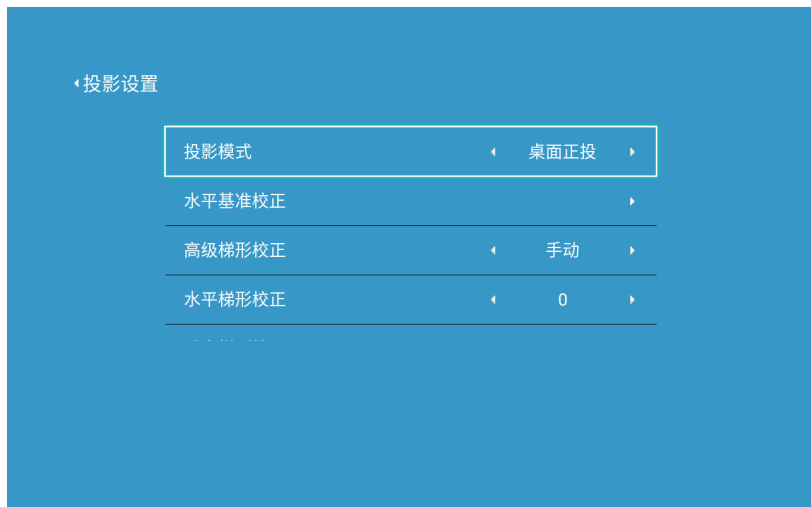 投影设置
投影模式 桌面正投
水平基准校正
高级梯形校正 手动
水平梯形校正 0